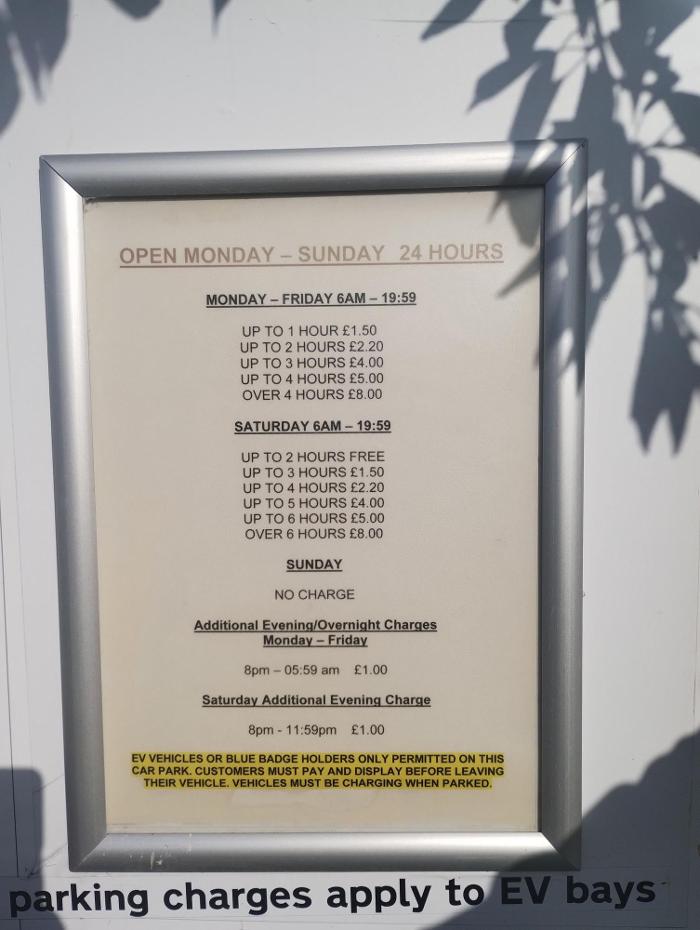 OPEN MONDAY – SUNDAY 24 HOURS
MONDAY – FRIDAY 6AM – 19:59
UP TO 1 HOUR £1.50
UP TO 2 HOURS £2.20
UP TO 3 HOURS £4.00
UP TO 4 HOURS £5.00
OVER 4 HOURS £8.00
SATURDAY 6AM – 19:59
UP TO 2 HOURS FREE
UP TO 3 HOURS £1.50
UP TO 4 HOURS £2.20
UP TO 5 HOURS £4.00
UP TO 6 HOURS £5.00
OVER 6 HOURS £8.00
SUNDAY
NO CHARGE
Additional Evening/Overnight Charges
Monday – Friday
8pm – 05:59 am £1.00
Saturday Additional Evening Charge
8pm - 11:59pm £1.00
EV VEHICLES OR BLUE BADGE HOLDERS ONLY PERMITTED ON THIS
CAR PARK. CUSTOMERS MUST PAY AND DISPLAY BEFORE LEAVING
THEIR VEHICLE. VEHICLES MUST BE CHARGING WHEN PARKED.
parking charges apply to EV bays